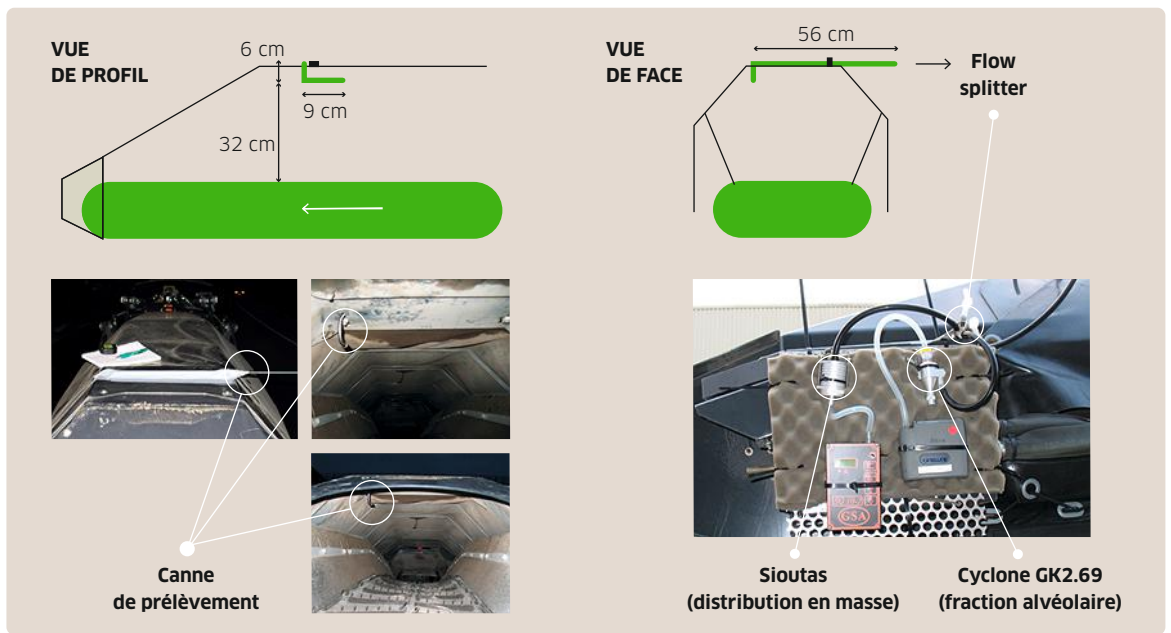 VUE
DE PROFIL
6 cm
9 cm
32 cm
VUE
DE FACE
56 cm
Flow
splitter
GSA
Canne
de prélèvement
Sioutas
(distribution en masse)
Cyclone GK2.69
(fraction alvéolaire)